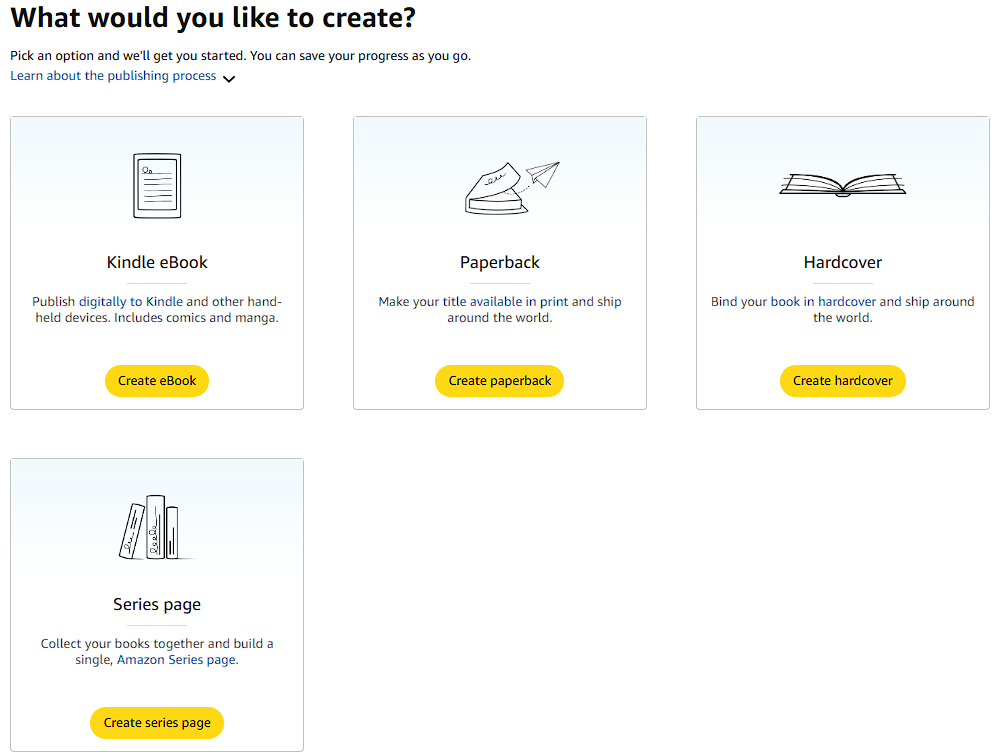 What would you like to create?
Pick an option and we'll get you started. You can save your progress as you go.
Learn about the publishing process
Kindle eBook
Publish digitally to Kindle and other hand-
held devices. Includes comics and manga.
Create eBook
Paperback
Make your title available in print and ship
around the world.
Create paperback
Hardcover
Bind your book in hardcover and ship around
the world.
Create hardcover
Series page
Collect your books together and build a
single, Amazon Series page.
Create series page